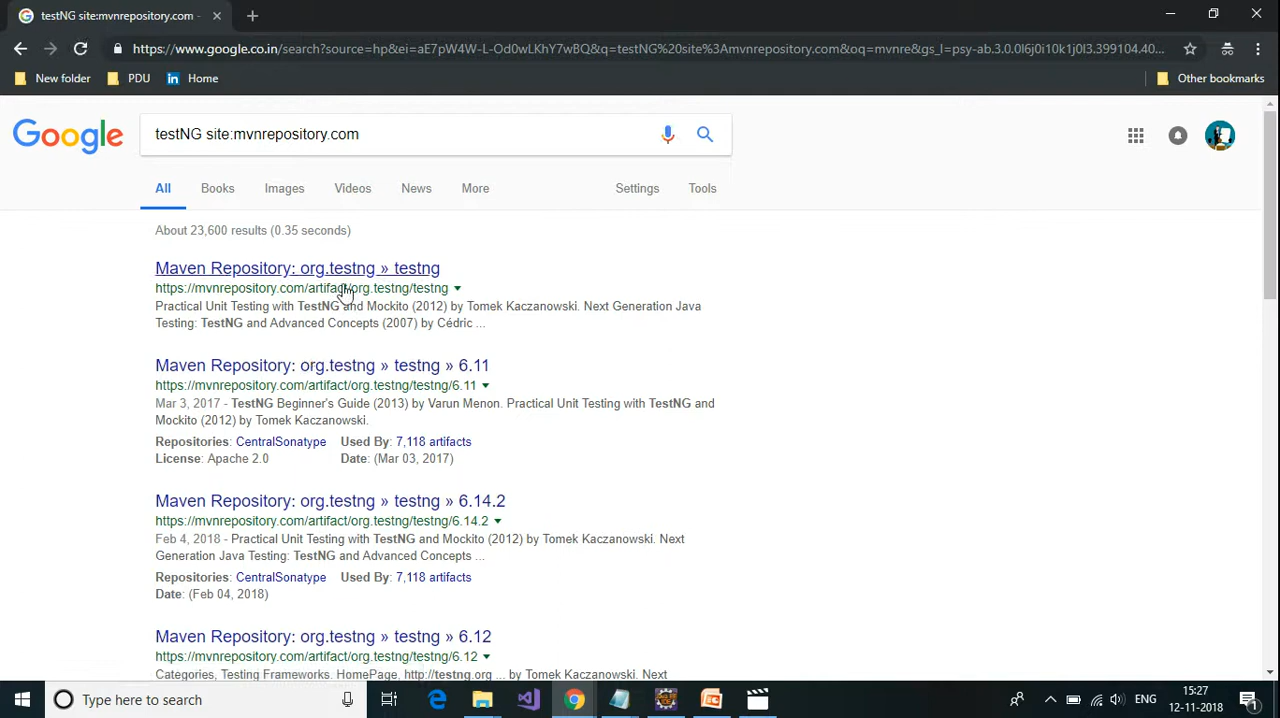 testNG site:mvnrepository.com -
https://www.google.co.in/search?source=hp&ei=aE7pW4W-L-Od0wLKhY7wBQ&q=testNG%20site%3Amvnrepository.com&oq=mvnre&gs_l=psy-ab.3.0.0l6j0i10k1j0l3.399104.40...
New folder PDU Home Other bookmarks
Google testNG site:mvnrepository.com
All Books Images Videos News More Settings Tools
About 23,600 results (0.35 seconds)
Maven Repository: org.testng » testng
https://mvnrepository.com/artifact/org.testng/testng
Practical Unit Testing with TestNG and Mockito (2012) by Tomek Kaczanowski. Next Generation Java
Testing: TestNG and Advanced Concepts (2007) by Cédric ...
Maven Repository: org.testng » testng » 6.11
https://mvnrepository.com/artifact/org.testng/testng/6.11
Mar 3, 2017 - TestNG Beginner's Guide (2013) by Varun Menon. Practical Unit Testing with TestNG and
Mockito (2012) by Tomek Kaczanowski.
Repositories: CentralSonatype Used By: 7,118 artifacts
License: Apache 2.0 Date: (Mar 03, 2017)
Maven Repository: org.testng » testng » 6.14.2
https://mvnrepository.com/artifact/org.testng/testng/6.14.2
Feb 4, 2018 - Practical Unit Testing with TestNG and Mockito (2012) by Tomek Kaczanowski. Next
Generation Java Testing: TestNG and Advanced Concepts ...
Repositories: CentralSonatype Used By: 7,118 artifacts
Date: (Feb 04, 2018)
Maven Repository: org.testng » testng » 6.12
https://mvnrepository.com/artifact/org.testng/testng/6.12
Categories, Testing Frameworks. HomePage, http://testng.org ... by Tomek Kaczanowski. Next
Type here to search ENG 15:27
12-11-2018 1